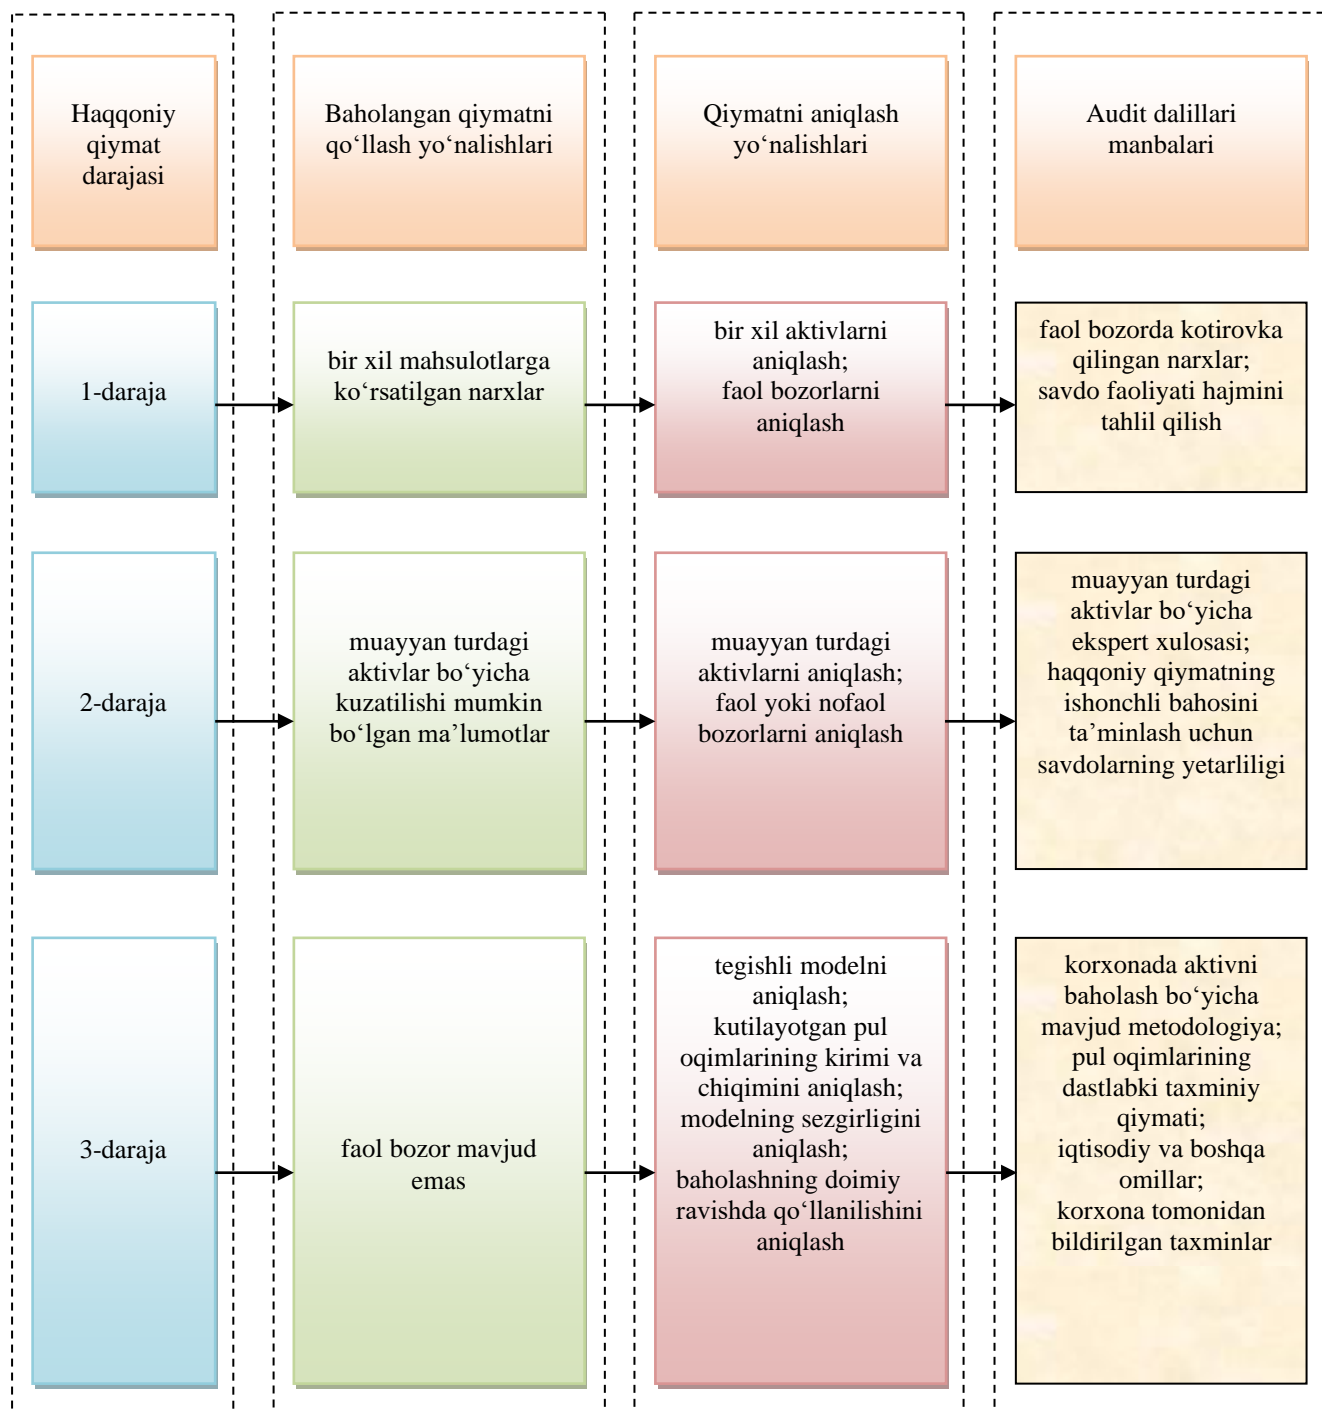 Haqqoniy
qiymat
darajasi
Baholangan qiymatni
qo‘llash yo‘nalishlari
Qiymatni aniqlash
yo‘nalishlari
Audit dalillari
manbalari
1-daraja
bir xil mahsulotlarga
ko‘rsatilgan narxlar
bir xil aktivlarni
aniqlash;
faol bozorlarni
aniqlash
faol bozorda kotirovka
qilingan narxlar;
savdo faoliyati hajmini
tahlil qilish
2-daraja
muayyan turdagi
aktivlar bo‘yicha
kuzatilishi mumkin
bo‘lgan ma’lumotlar
muayyan turdagi
aktivlarni aniqlash;
faol yoki nofaol
bozorlarni aniqlash
muayyan turdagi
aktivlar bo‘yicha
ekspert xulosasi;
haqqoniy qiymatning
ishonchli bahosini
ta’minlash uchun
savdolarning yetarliligi
3-daraja
faol bozor mavjud
emas
tegishli modelni
aniqlash;
kutilayotgan pul
oqimlarining kirimi va
chiqimini aniqlash;
modelning sezgirligini
aniqlash;
baholashning doimiy
ravishda qo‘llanilishini
aniqlash
korxonada aktivni
baholash bo‘yicha
mavjud metodologiya;
pul oqimlarining
dastlabki taxminiy
qiymati;
iqtisodiy va boshqa
omillar;
korxona tomonidan
bildirilgan taxminlar